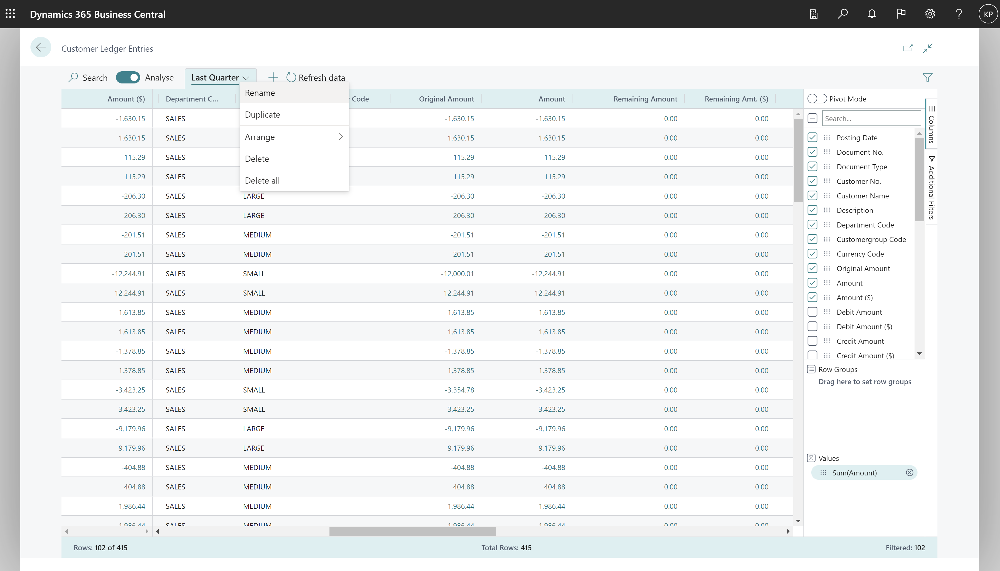 Dynamics 365 Business Central
KP
Customer Ledger Entries
Search Analyse Last Quarter Refresh data
Rename
Duplicate
Arrange
Delete
Delete all
Amount ($) Department C... Code Original Amount Amount Remaining Amount Remaining Amt. ($)
-1,630.15 SALES -1,630.15 -1,630.15 0.00 0.00
1,630.15 SALES 1,630.15 1,630.15 0.00 0.00
-115.29 SALES -115.29 -115.29 0.00 0.00
115.29 SALES 115.29 115.29 0.00 0.00
-206.30 SALES LARGE -206.30 -206.30 0.00 0.00
206.30 SALES LARGE 206.30 206.30 0.00 0.00
-201.51 SALES MEDIUM -201.51 -201.51 0.00 0.00
201.51 SALES MEDIUM 201.51 201.51 0.00 0.00
-12,244.91 SALES SMALL -12,000.01 -12,244.91 0.00 0.00
12,244.91 SALES SMALL 12,244.91 12,244.91 0.00 0.00
-1,613.85 SALES MEDIUM -1,613.85 -1,613.85 0.00 0.00
1,613.85 SALES MEDIUM 1,613.85 1,613.85 0.00 0.00
-1,378.85 SALES MEDIUM -1,378.85 -1,378.85 0.00 0.00
1,378.85 SALES MEDIUM 1,378.85 1,378.85 0.00 0.00
-3,423.25 SALES SMALL -3,354.78 -3,423.25 0.00 0.00
3,423.25 SALES SMALL 3,423.25 3,423.25 0.00 0.00
-9,179.96 SALES LARGE -9,179.96 -9,179.96 0.00 0.00
9,179.96 SALES LARGE 9,179.96 9,179.96 0.00 0.00
-404.88 SALES MEDIUM -404.88 -404.88 0.00 0.00
404.88 SALES MEDIUM 404.88 404.88 0.00 0.00
-1,986.44 SALES MEDIUM -1,986.44 -1,986.44 0.00 0.00
1,986.44 SALES MEDIUM 1,986.44 1,986.44 0.00 0.00
Pivot Mode
Search...
Posting Date
Document No.
Document Type
Customer No.
Customer Name
Description
Department Code
Customergroup Code
Currency Code
Original Amount
Amount
Amount ($)
Debit Amount
Debit Amount ($)
Credit Amount
Credit Amount ($)
Row Groups
Drag here to set row groups
Values
Sum(Amount)
Columns
Additional Filters
Rows: 102 of 415 Total Rows: 415 Filtered: 102